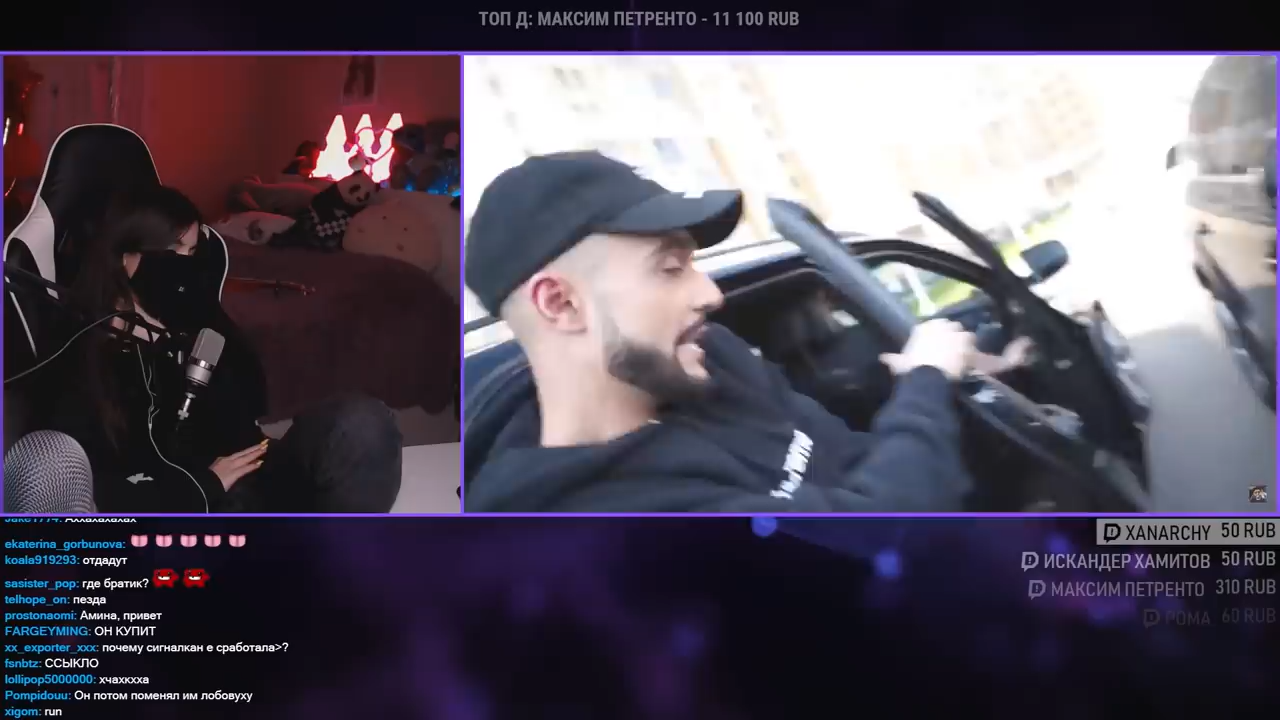 ТОП Д: МАКСИМ ПЕТРЕНТО - 11 100 RUB
Jake1774: Аххахахахах
ekaterina_gorbunova:
koala919293: отдадут
sasister_pop: где братик?
telhope_on: пезда
prostonaomi: Амина, привет
FARGEYMING: ОН КУПИТ
xx_exporter_xxx: почему сигналкан е сработала>?
fsnbtz: ССЫКЛО
lollipop5000000: хчахкхха
Pompidouu: Он потом поменял им лобовуху
xigom: run
XANARCHY 50 RUB
ИСКАНДЕР ХАМИТОВ 50 RUB
МАКСИМ ПЕТРЕНТО 310 RUB
РОМА 60 RUB